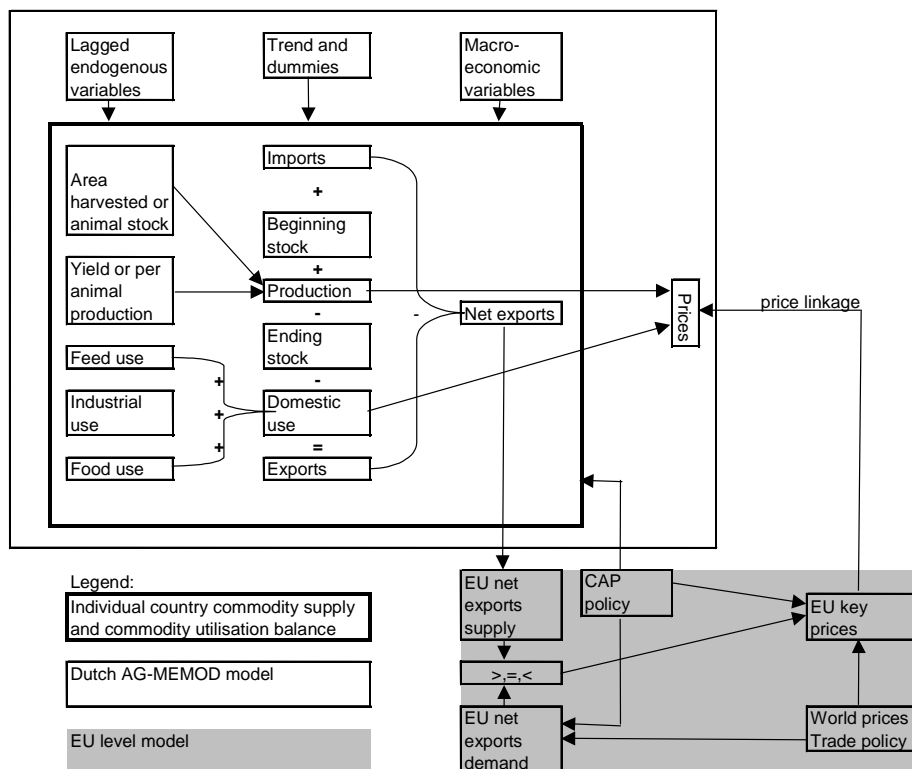 Lagged
endogenous
variables
Trend and
dummies
Macro-
economic
variables
Area
harvested or
animal stock
Yield or per
animal
production
Feed use
Industrial
use
Food use
+
+
+
Imports
+
Beginning
stock
+
Production
-
Ending
stock
-
Domestic
use
=
Exports
-
Net exports
Prices
price linkage
Legend:
Individual country commodity supply
and commodity utilisation balance
Dutch AG-MEMOD model
EU level model
EU net
exports
supply
CAP
policy
EU key
prices
>,=,<
EU net
exports
demand
World prices
Trade policy